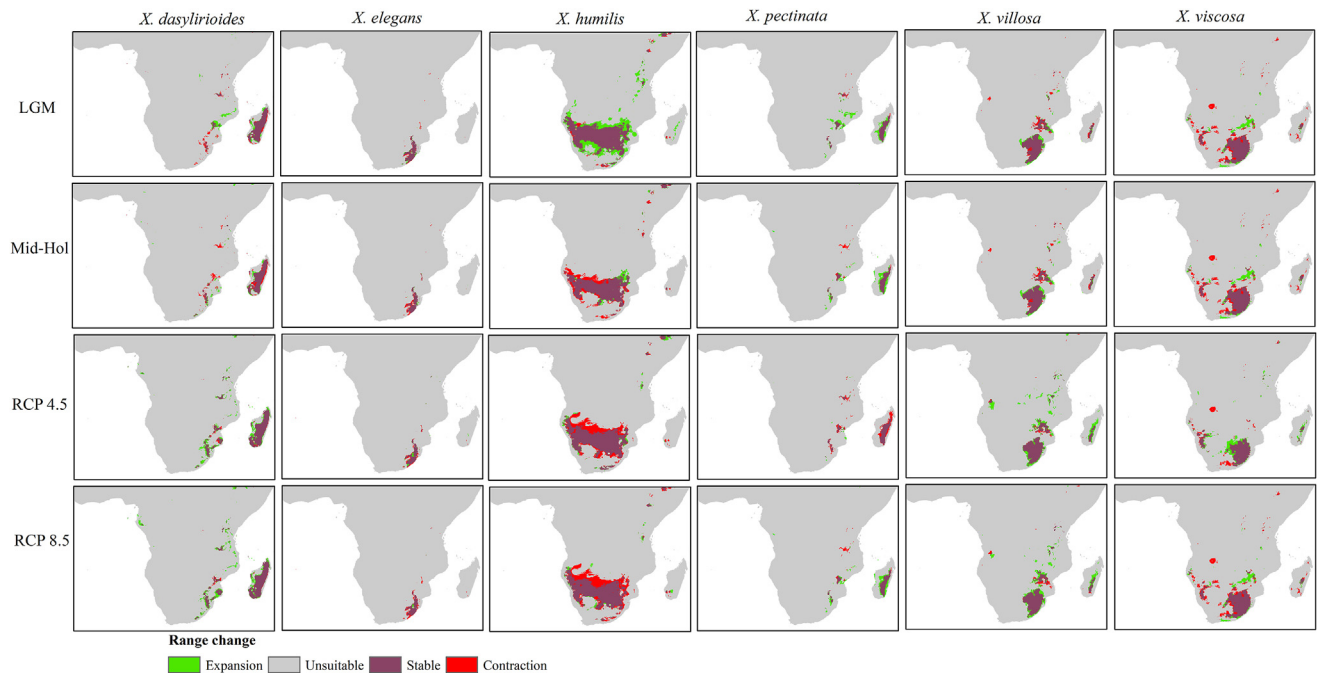 X. dasylirioides X. elegans X. humilis X. pectinata X. villosa X. viscosa
LGM
Mid-Hol
RCP 4.5
RCP 8.5
Range change
Expansion Unsuitable Stable Contraction